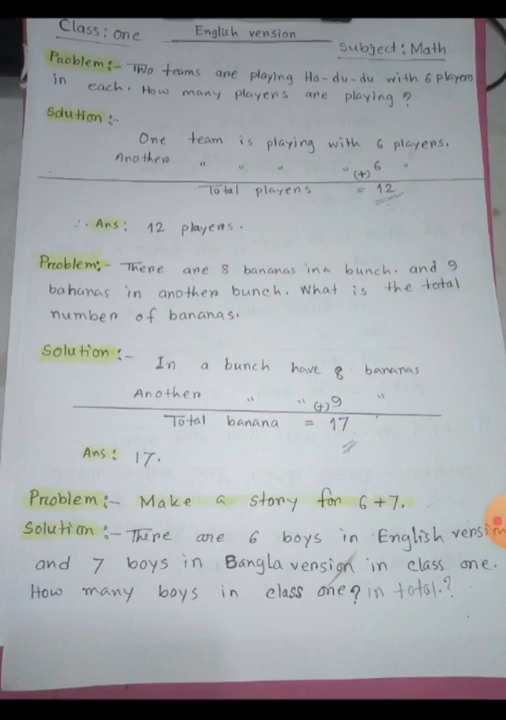 Class: one English version
Subject: Math
Problem:- Two teams are playing Ha-du-du with 6 players
in each. How many players are playing?
Solution:-
One team is playing with 6 players.
Another " " " " (+) 6 "
Total players = 12
∴ Ans: 12 players.
Problem:- There are 8 bananas in a bunch. and 9
bahanas in another bunch. What is the total
number of bananas.
Solution:-
In a bunch have 8 bananas
Another " " (+) 9 "
Total banana = 17 "
Ans: 17.
Problem:- Make a story for 6+7.
Solution:- There are 6 boys in English version
and 7 boys in Bangla version in class one.
How many boys in class one? in total.?